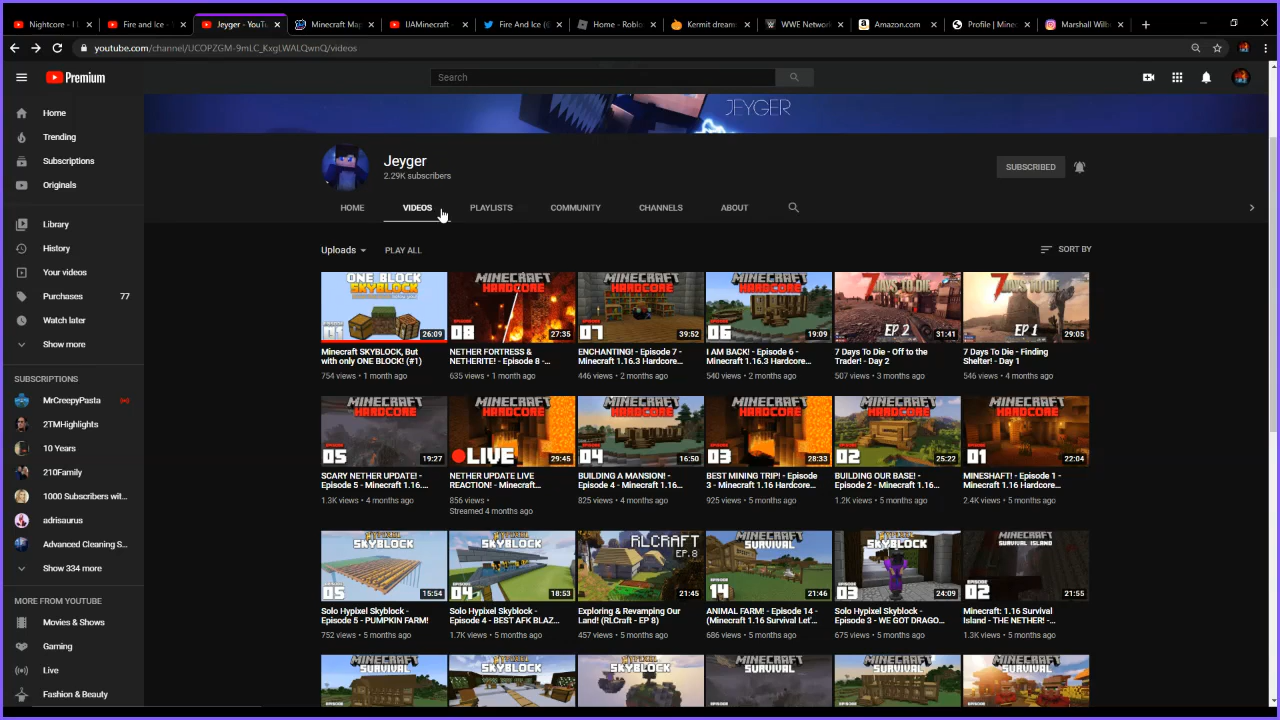 Nightcore - I
Fire and Ice -
Jeyger - YouTu
Minecraft Map
IJAMinecraft -
Fire And Ice (
Home - Roblo
Kermit dream
WWE Network
Amazon.com
Profile | Mine
Marshall Wilb
youtube.com/channel/UCOPZGM-9mLC_KxgLWALQwnQ/videos
Premium
Search
Home
Trending
Subscriptions
Originals
Library
History
Your videos
Purchases 77
Watch later
Show more
SUBSCRIPTIONS
MrCreepyPasta
2TMHighlights
10 Years
210Family
1000 Subscribers wit...
adrisaurus
Advanced Cleaning S...
Show 334 more
MORE FROM YOUTUBE
Movies & Shows
Gaming
Live
Fashion & Beauty
JEYGER
Jeyger
2.29K subscribers
SUBSCRIBED
HOME VIDEOS PLAYLISTS COMMUNITY CHANNELS ABOUT
Uploads PLAY ALL SORT BY
ONE BLOCK
SKYBLOCK
26:09
Minecraft SKYBLOCK, But
with only ONE BLOCK! (#1)
754 views • 1 month ago
MINECRAFT
HARDCORE
08
27:35
NETHER FORTRESS &
NETHERITE! - Episode 8 -...
635 views • 1 month ago
MINECRAFT
HARDCORE
07
39:52
ENCHANTING! - Episode 7 -
Minecraft 1.16.3 Hardcore...
446 views • 2 months ago
MINECRAFT
HARDCORE
06
19:09
I AM BACK! - Episode 6 -
Minecraft 1.16.3 Hardcore...
540 views • 2 months ago
7 DAYS TO DIE
EP 2
31:41
7 Days To Die - Off to the
Trader! - Day 2
507 views • 3 months ago
7 DAYS TO DIE
EP 1
29:05
7 Days To Die - Finding
Shelter! - Day 1
546 views • 4 months ago
MINECRAFT
HARDCORE
05
19:27
SCARY NETHER UPDATE! -
Episode 5 - Minecraft 1.16....
1.3K views • 4 months ago
MINECRAFT
HARDCORE
LIVE
29:45
NETHER UPDATE LIVE
REACTION! - Minecraft...
856 views •
Streamed 4 months ago
MINECRAFT
HARDCORE
04
16:50
BUILDING A MANSION! -
Episode 4 - Minecraft 1.16...
825 views • 4 months ago
MINECRAFT
HARDCORE
03
28:33
BEST MINING TRIP! - Episode
3 - Minecraft 1.16 Hardcore...
925 views • 5 months ago
MINECRAFT
HARDCORE
02
25:22
BUILDING OUR BASE! -
Episode 2 - Minecraft 1.16...
1.2K views • 5 months ago
MINECRAFT
HARDCORE
01
22:04
MINESHAFT! - Episode 1 -
Minecraft 1.16 Hardcore...
2.4K views • 5 months ago
HYPIXEL
SKYBLOCK
05
15:54
Solo Hypixel Skyblock -
Episode 5 - PUMPKIN FARM!
752 views • 5 months ago
HYPIXEL
SKYBLOCK
04
18:53
Solo Hypixel Skyblock -
Episode 4 - BEST AFK BLAZ...
1.7K views • 5 months ago
RLCRAFT
EP.8
21:45
Exploring & Revamping Our
Land! (RLCraft - EP 8)
457 views • 5 months ago
MINECRAFT
SURVIVAL
14
21:46
ANIMAL FARM! - Episode 14 -
(Minecraft 1.16 Survival Let'...
686 views • 5 months ago
HYPIXEL
SKYBLOCK
03
24:09
Solo Hypixel Skyblock -
Episode 3 - WE GOT DRAGO...
675 views • 5 months ago
MINECRAFT
SURVIVAL ISLAND
02
21:55
Minecraft: 1.16 Survival
Island - THE NETHER! -...
1.3K views • 5 months ago
MINECRAFT
SURVIVAL
HYPIXEL
SKYBLOCK
HYPIXEL
SKYBLOCK
MINECRAFT
SURVIVAL
MINECRAFT
SURVIVAL
MINECRAFT
SURVIVAL